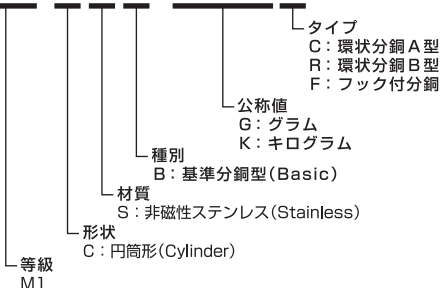 タイプ
C：環状分銅A型
R：環状分銅B型
F：フック付分銅
公称値
G：グラム
K：キログラム
種別
B：基準分銅型(Basic)
材質
S：非磁性ステンレス(Stainless)
形状
C：円筒形(Cylinder)
等級
M1